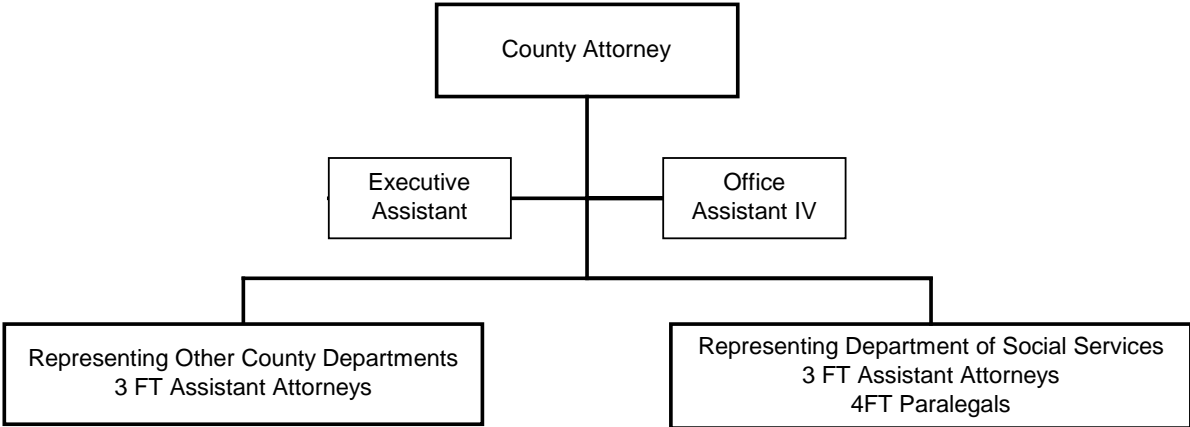 County Attorney
Executive
Assistant
Office
Assistant IV
Representing Other County Departments
3 FT Assistant Attorneys
Representing Department of Social Services
3 FT Assistant Attorneys
4FT Paralegals